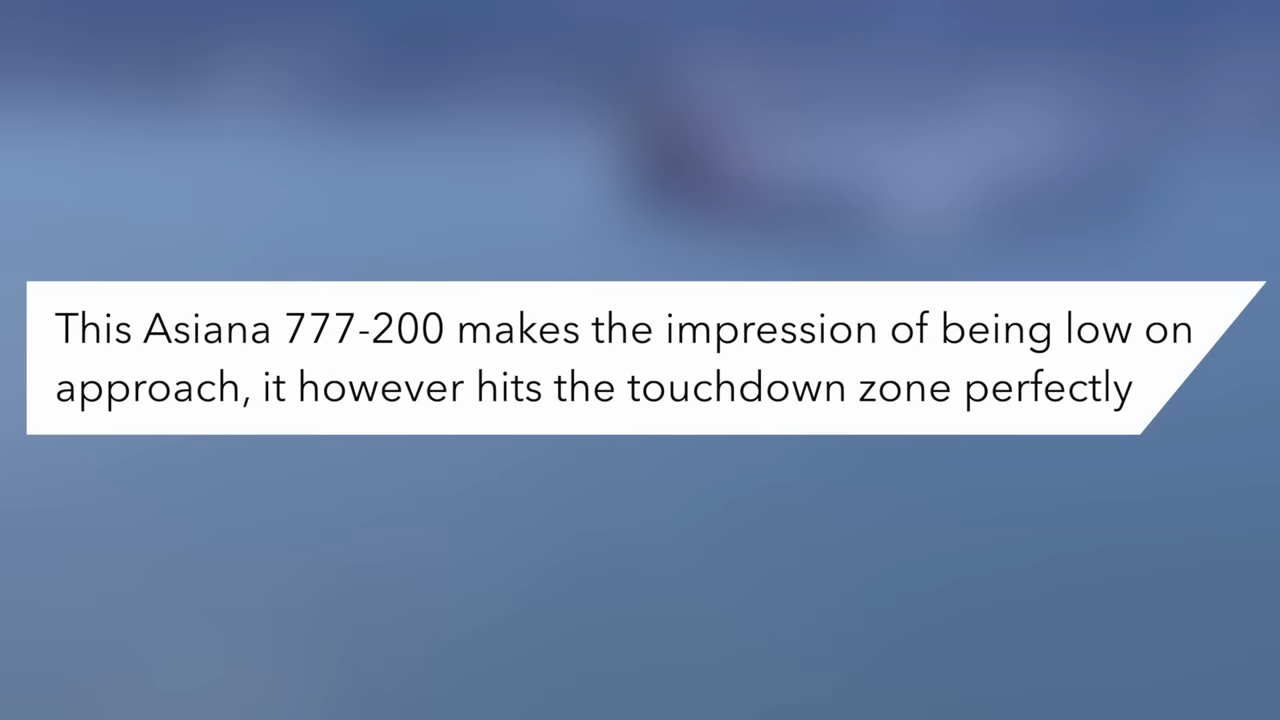 This Asiana 777-200 makes the impression of being low on
approach, it however hits the touchdown zone perfectly